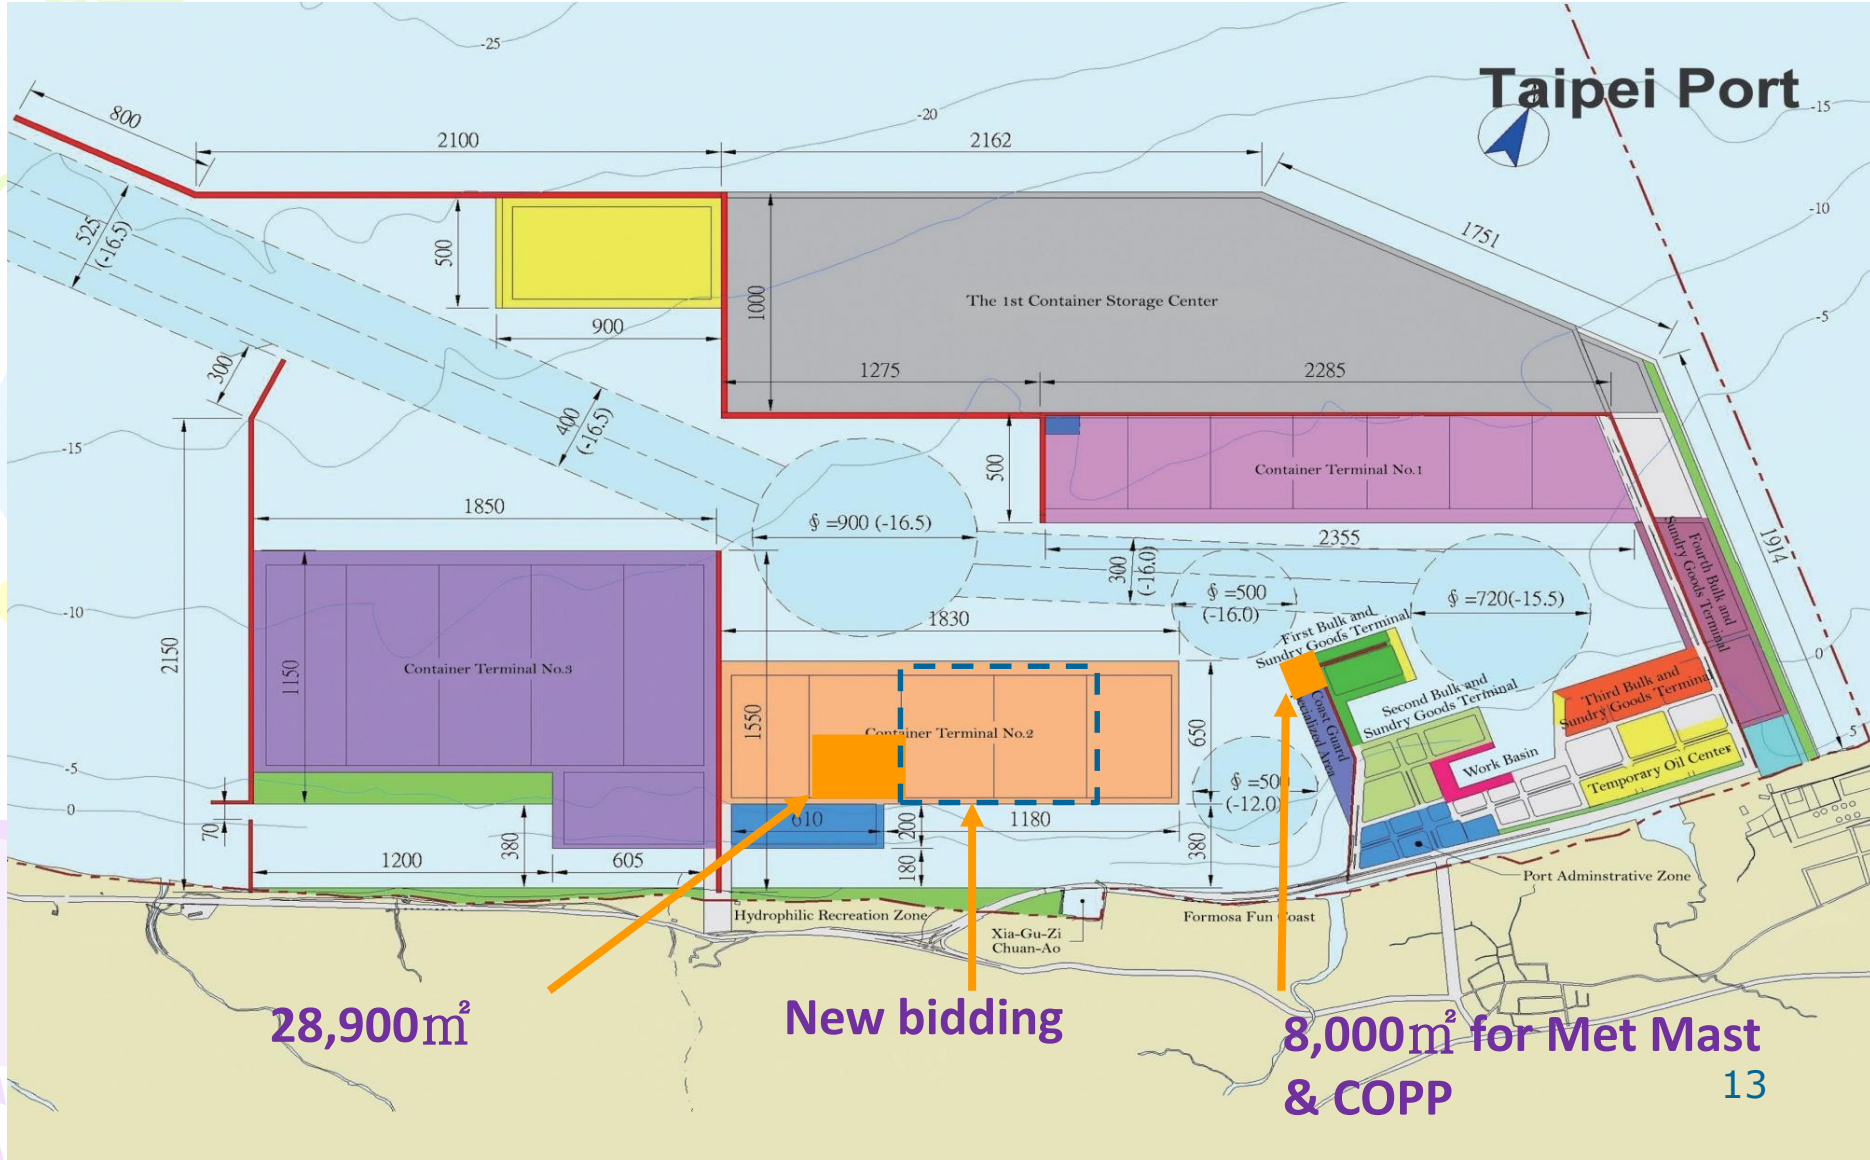 Taipei Port
-25
-20
-15
-10
-5
0
5
800
2100
2162
1751
525
(-16.5)
500
900
1000
The 1st Container Storage Center
1275
2285
300
400
(-16.5)
-15
500
Container Terminal No.1
1850
∮ =900 (-16.5)
2355
300
(-16.0)
∮ =500
(-16.0)
∮ =720(-15.5)
1914
Fourth Bulk and
Sundry Goods Terminal
-10
2150
1150
Container Terminal No.3
1830
First Bulk and
Sundry Goods Terminal
1550
Container Terminal No.2
650
Coast Guard
Specialized Area
Second Bulk and
Sundry Goods Terminal
Third Bulk and
Sundry Goods Terminal
Work Basin
Temporary Oil Center
∮ =500
(-12.0)
-5
0
70
380
1200
605
610
200
180
1180
380
Port Adminstrative Zone
Hydrophilic Recreation Zone
Xia-Gu-Zi
Chuan-Ao
Formosa Fun Coast
28,900㎡
New bidding
8,000㎡ for Met Mast
& COPP
13